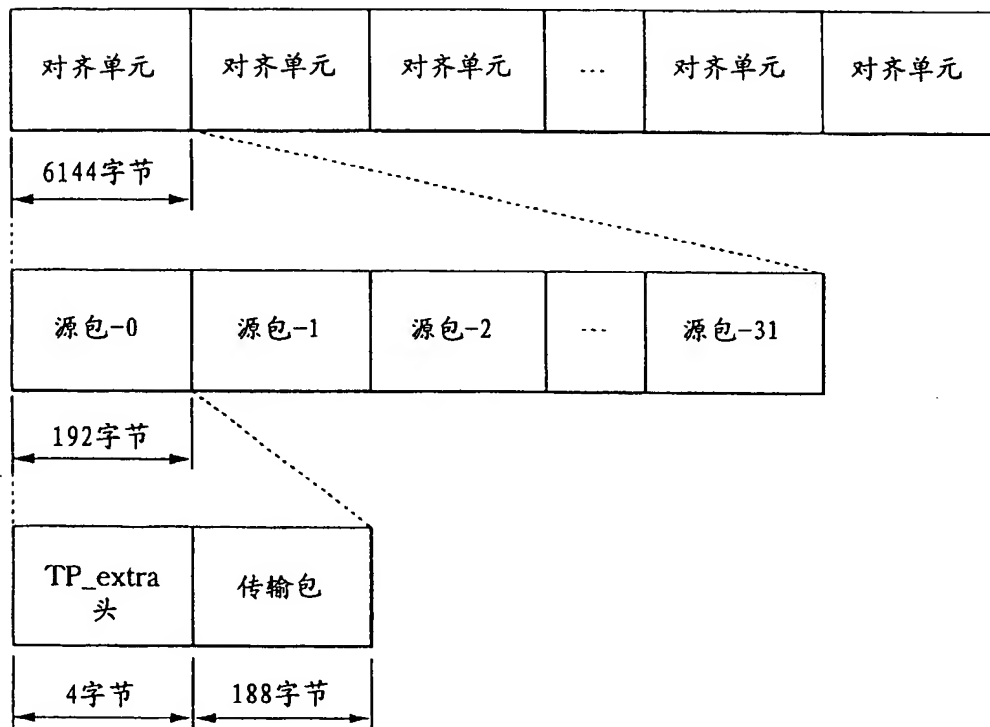 对齐单元 对齐单元 对齐单元 ... 对齐单元 对齐单元
6144字节
源包-0 源包-1 源包-2 ... 源包-31
192字节
TP_extra 传输包
头
4字节 188字节